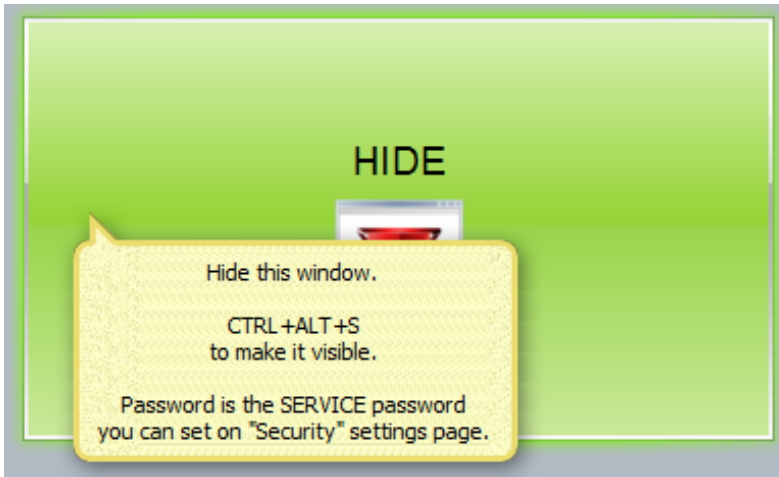 HIDE
Hide this window.
CTRL+ALT+S
to make it visible.
Password is the SERVICE password
you can set on "Security" settings page.